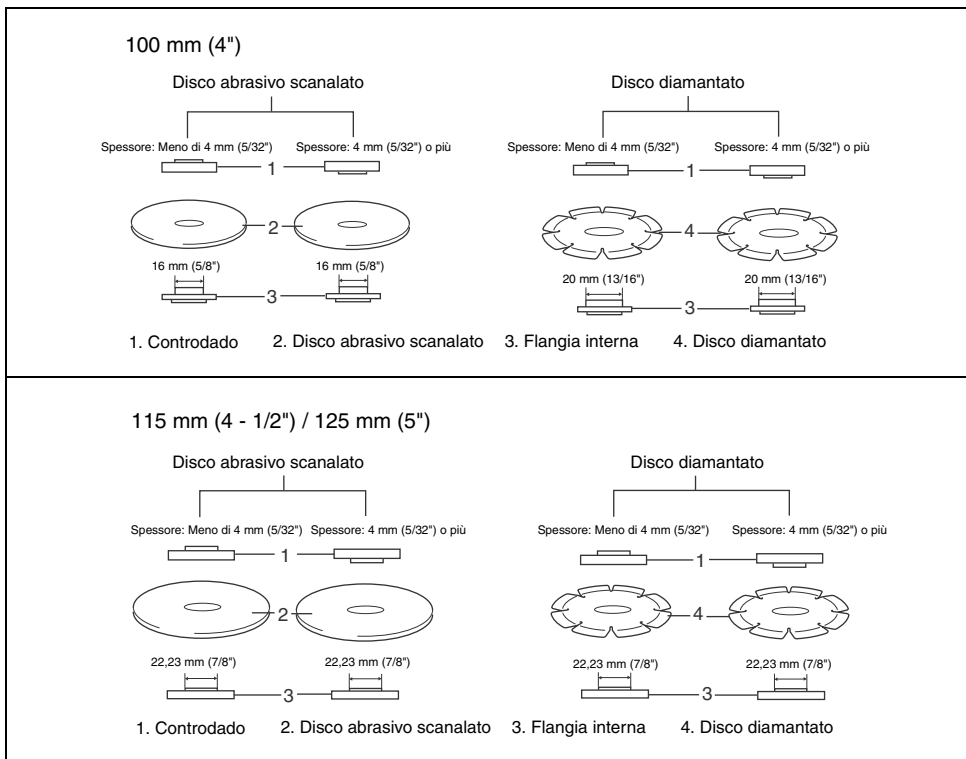 100 mm (4")
Disco abrasivo scanalato Disco diamantato
Spessore: Meno di 4 mm (5/32") Spessore: 4 mm (5/32") o più Spessore: Meno di 4 mm (5/32") Spessore: 4 mm (5/32") o più
1 1
2 4
16 mm (5/8") 16 mm (5/8") 20 mm (13/16") 20 mm (13/16")
3 3
1. Controdado 2. Disco abrasivo scanalato 3. Flangia interna 4. Disco diamantato
115 mm (4 - 1/2") / 125 mm (5")
Disco abrasivo scanalato Disco diamantato
Spessore: Meno di 4 mm (5/32") Spessore: 4 mm (5/32") o più Spessore: Meno di 4 mm (5/32") Spessore: 4 mm (5/32") o più
1 1
2 4
22,23 mm (7/8") 22,23 mm (7/8") 22,23 mm (7/8") 22,23 mm (7/8")
3 3
1. Controdado 2. Disco abrasivo scanalato 3. Flangia interna 4. Disco diamantato